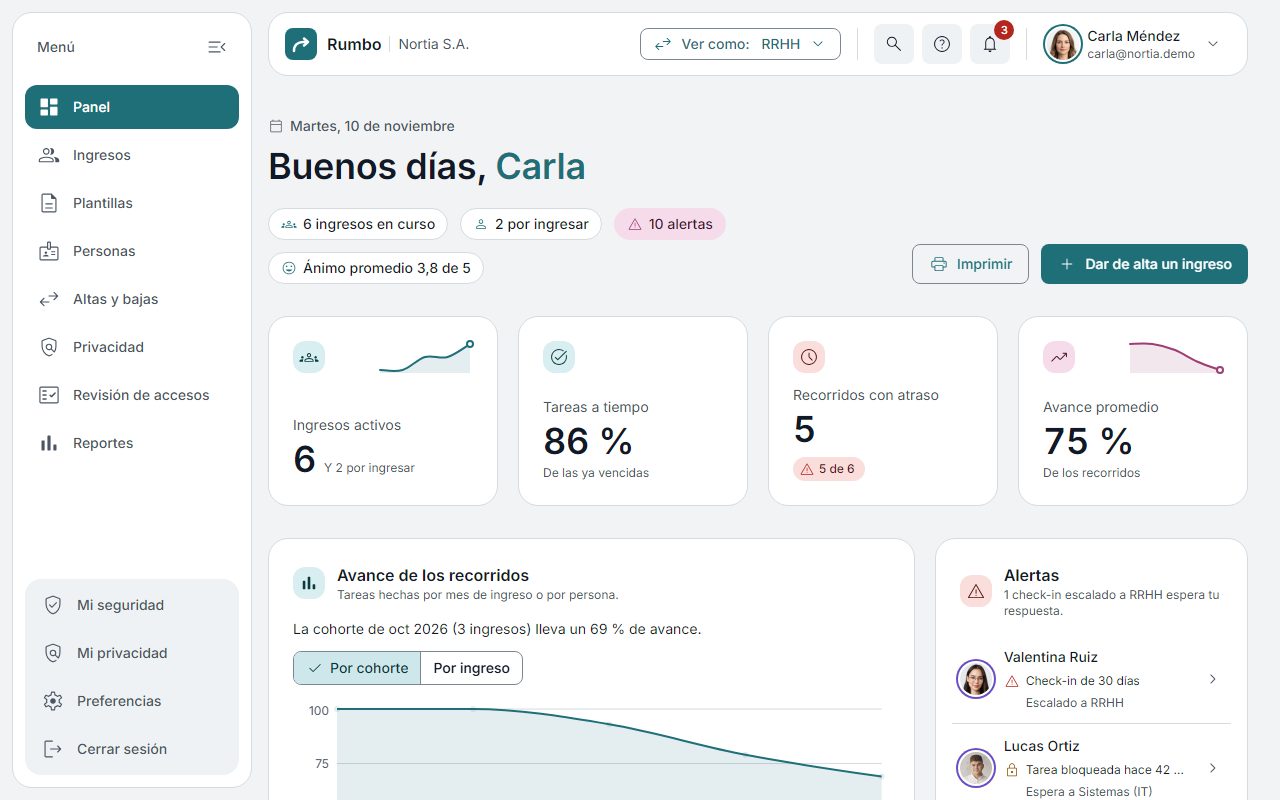 Menú
Panel
Ingresos
Plantillas
Personas
Altas y bajas
Privacidad
Revisión de accesos
Reportes
Mi seguridad
Mi privacidad
Preferencias
Cerrar sesión
Rumbo
Nortia S.A.
Ver como: RRHH
3
Carla Méndez
carla@nortia.demo
Martes, 10 de noviembre
Buenos días, Carla
6 ingresos en curso
2 por ingresar
10 alertas
Ánimo promedio 3,8 de 5
Imprimir
Dar de alta un ingreso
Ingresos activos
6 Y 2 por ingresar
Tareas a tiempo
86 %
De las ya vencidas
Recorridos con atraso
5
5 de 6
Avance promedio
75 %
De los recorridos
Avance de los recorridos
Tareas hechas por mes de ingreso o por persona.
La cohorte de oct 2026 (3 ingresos) lleva un 69 % de avance.
Por cohorte
Por ingreso
100
75
Alertas
1 check-in escalado a RRHH espera tu
respuesta.
Valentina Ruiz
Check-in de 30 días
Escalado a RRHH
Lucas Ortiz
Tarea bloqueada hace 42 ...
Espera a Sistemas (IT)